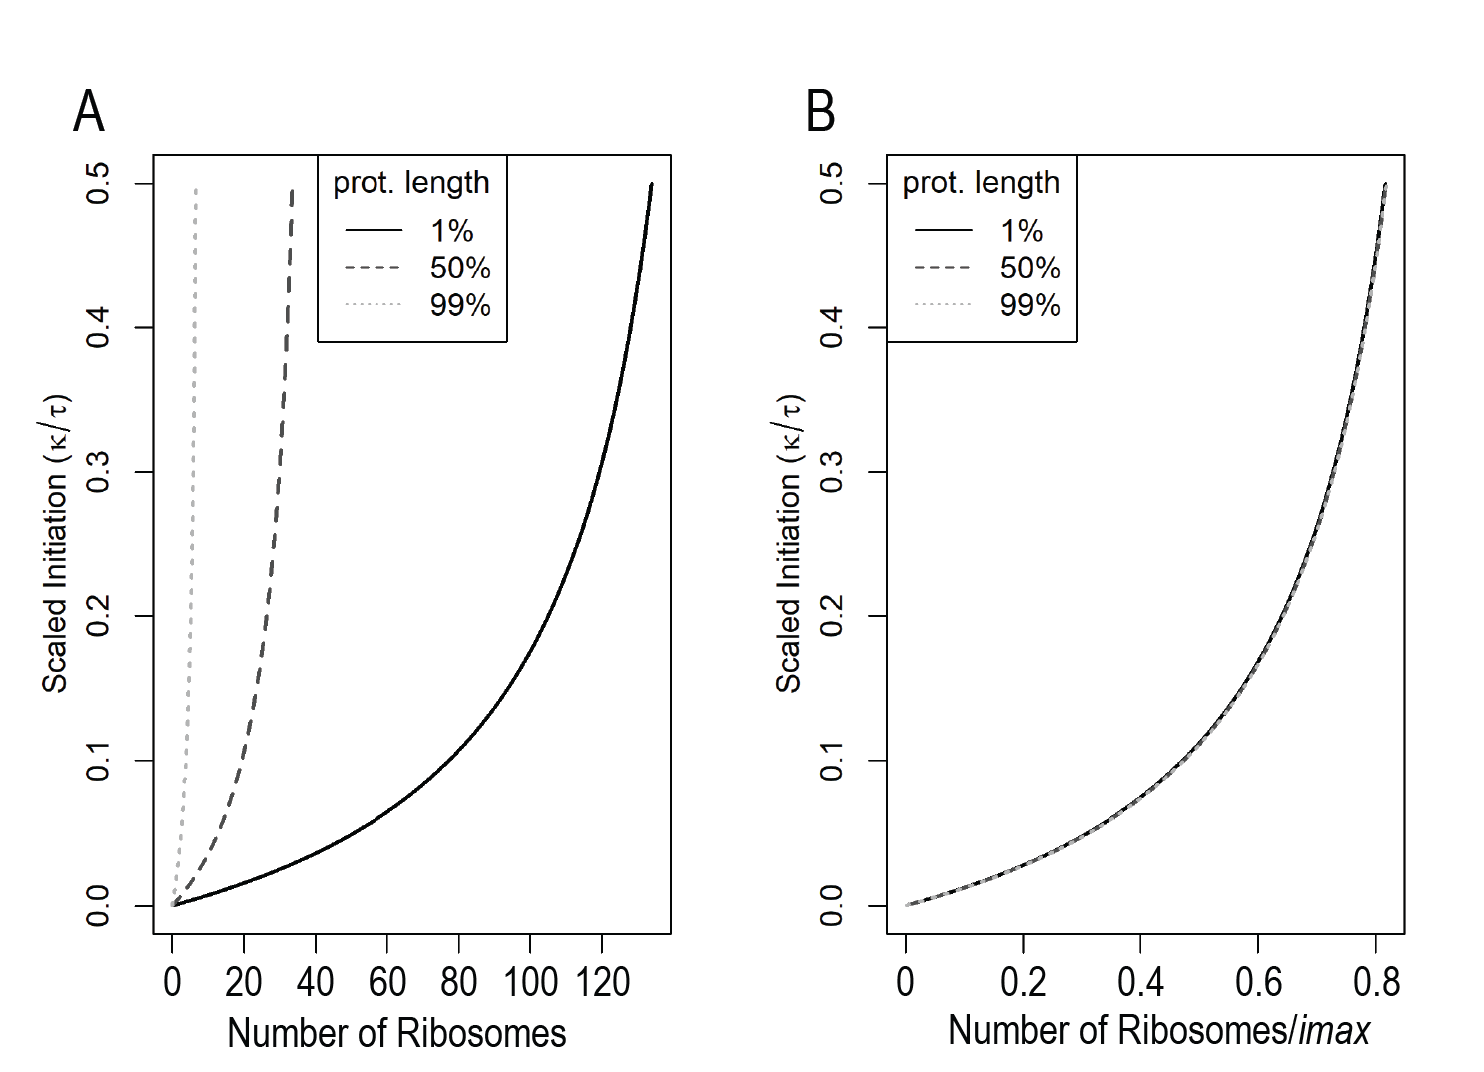 A
prot. length
1%
50%
99%
Scaled Initiation (κ/τ)
0.5
0.4
0.3
0.2
0.1
0.0
0 20 40 60 80 100 120
Number of Ribosomes
B
prot. length
1%
50%
99%
Scaled Initiation (κ/τ)
0.5
0.4
0.3
0.2
0.1
0.0
0 0.2 0.4 0.6 0.8
Number of Ribosomes/imax